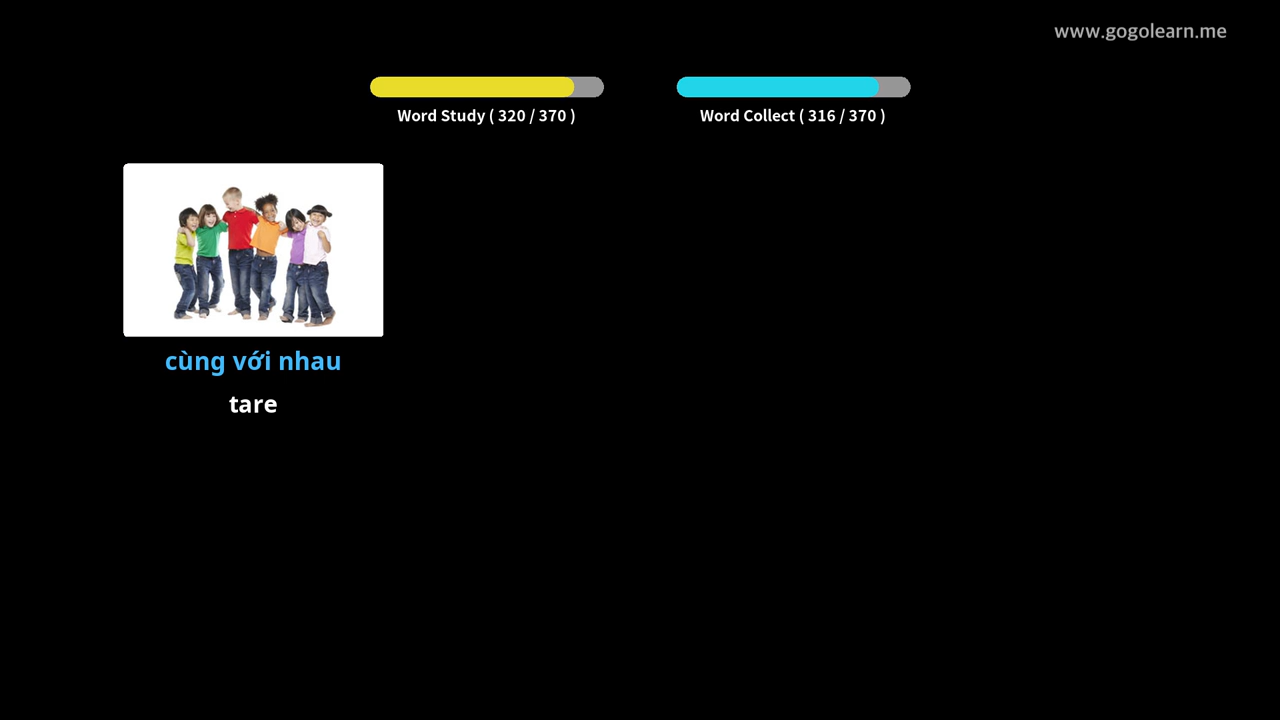 www.gogolearn.me
Word Study ( 320 / 370 )
Word Collect ( 316 / 370 )
cùng với nhau
tare